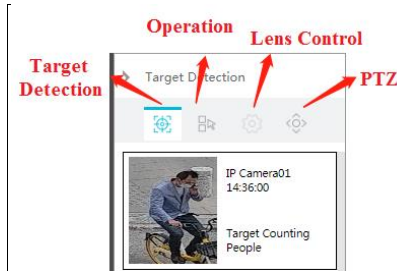 Operation
Lens Control
Target
Detection
Target Detection
PTZ
IP Camera01
14:36:00
Target Counting
People